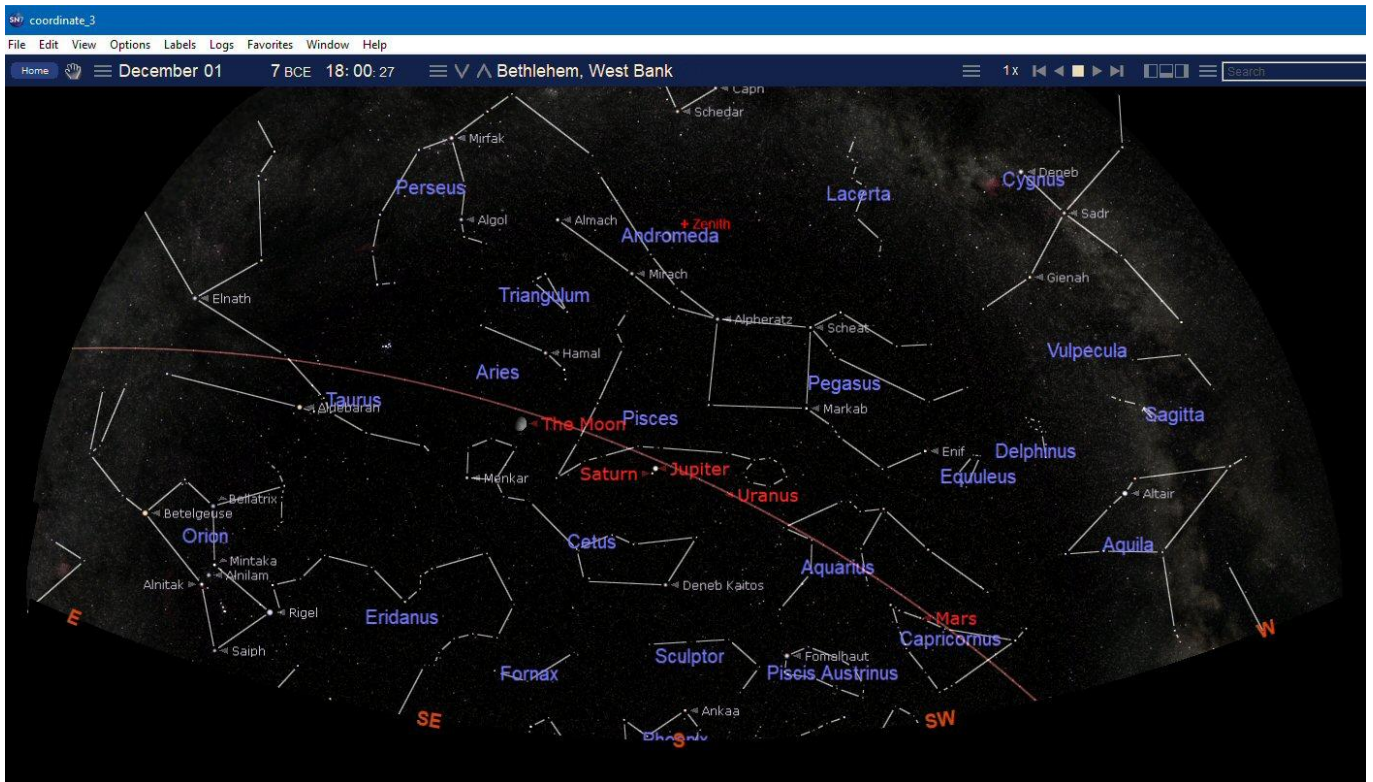 coordinate_3
File Edit View Options Labels Logs Favorites Window Help
Home December 01 7 BCE 18:00:27 Bethlehem, West Bank 1x Search
Caph
Schedar
Mirfak
Deneb
Cygnus
Perseus
Lacerta
Sadr
Algol
Almach
Zenith
Andromeda
Mirach
Gienah
Elnath
Triangulum
Alpheratz
Scheat
Hamal
Vulpecula
Aries
Pegasus
Taurus
Aldebaran
Pisces
Markab
Sagitta
The Moon
Enif
Delphinus
Saturn
Jupiter
Equuleus
Menkar
Uranus
Altair
Bellatrix
Betelgeuse
Orion
Cetus
Aquila
Mintaka
Aquarius
Alnilam
Alnitak
Deneb Kaitos
Rigel
Eridanus
E
Mars
W
Capricornus
Saiph
Sculptor
Fomalhaut
Fornax
Piscis Austrinus
Ankaa
SE
SW
Phoenix
S